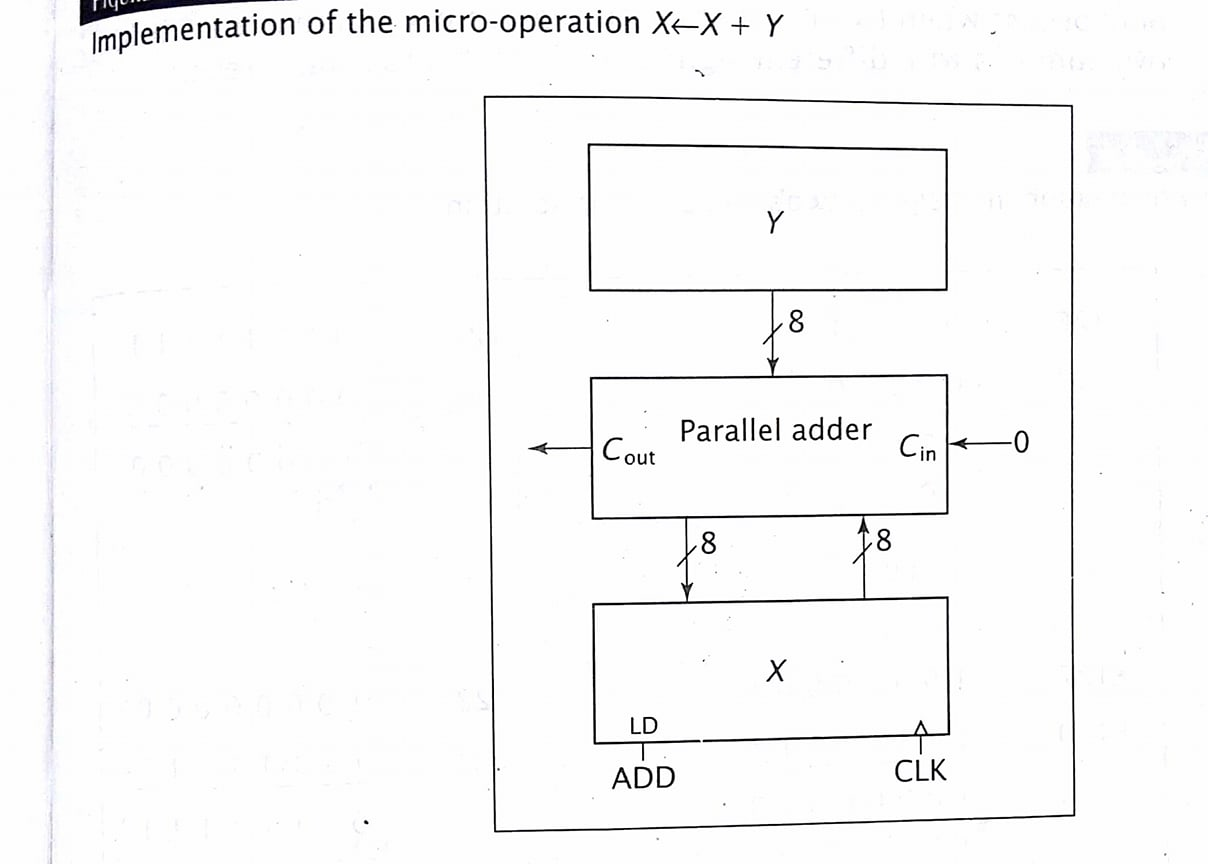 Implementation of the micro-operation X←X + Y
Y
8
Parallel adder
Cout
Cin
0
8
8
X
LD
ADD
CLK